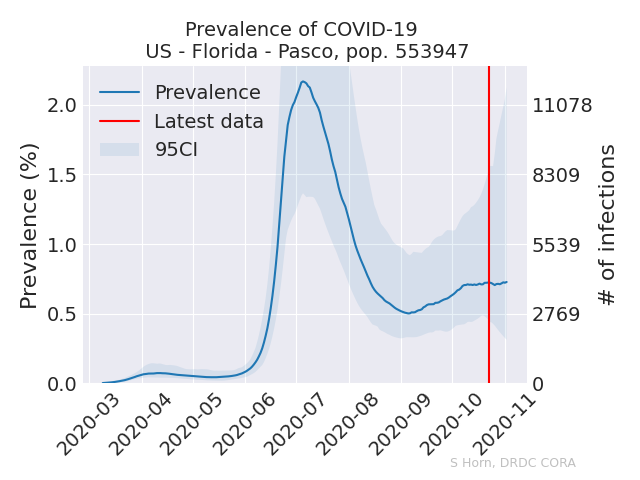 Prevalence of COVID-19
US - Florida - Pasco, pop. 553947
Prevalence
Latest data
95CI
Prevalence (%)
2.0
1.5
1.0
0.5
0.0
11078
8309
5539
2769
0
# of infections
2020-03
2020-04
2020-05
2020-06
2020-07
2020-08
2020-09
2020-10
2020-11
S Horn, DRDC CORA